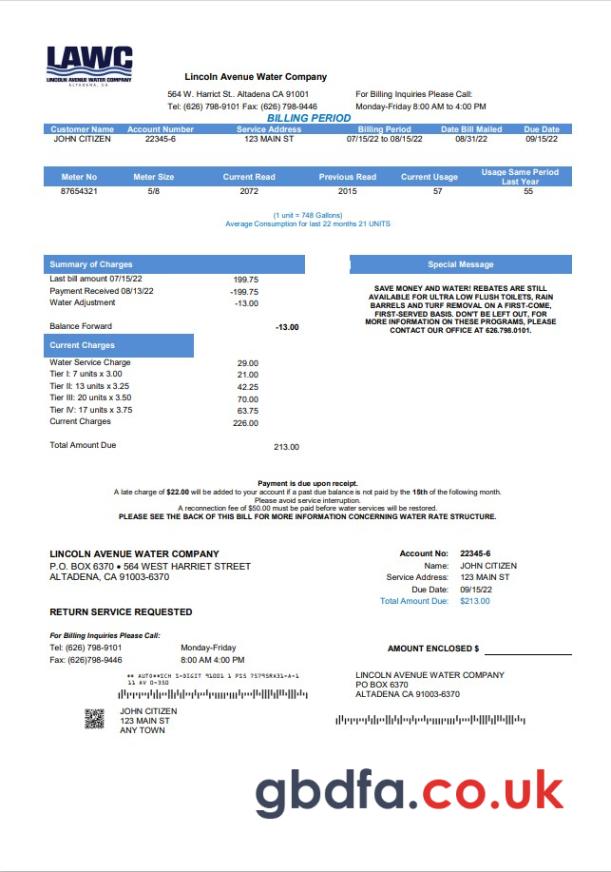 LAWC
LINCOLN AVENUE WATER COMPANY
ALTADENA, CA
Lincoln Avenue Water Company
564 W. Harrict St.. Altadena CA 91001 For Billing Inquiries Please Call:
Tel: (626) 798-9101 Fax: (626) 798-9446 Monday-Friday 8:00 AM to 4:00 PM
BILLING PERIOD
Customer Name Account Number Service Address Billing Period Date Bill Mailed Due Date
JOHN CITIZEN 22345-6 123 MAIN ST 07/15/22 to 08/15/22 08/31/22 09/15/22
Meter No Meter Size Current Read Previous Read Current Usage Usage Same Period Last Year
87654321 5/8 2072 2015 57 55
(1 unit = 748 Gallons)
Average Consumption for last 22 months 21 UNITS
Summary of Charges
Last bill amount 07/15/22 199.75
Payment Received 08/13/22 -199.75
Water Adjustment -13.00
Balance Forward -13.00
Current Charges
Water Service Charge 29.00
Tier I: 7 units x 3.00 21.00
Tier II: 13 units x 3.25 42.25
Tier III: 20 units x 3.50 70.00
Tier IV: 17 units x 3.75 63.75
Current Charges 226.00
Total Amount Due 213.00
Special Message
SAVE MONEY AND WATER! REBATES ARE STILL
AVAILABLE FOR ULTRA LOW FLUSH TOILETS, RAIN
BARRELS AND TURF REMOVAL ON A FIRST-COME,
FIRST-SERVED BASIS. DON'T BE LEFT OUT, FOR
MORE INFORMATION ON THESE PROGRAMS, PLEASE
CONTACT OUR OFFICE AT 626.798.0101.
Payment is due upon receipt.
A late charge of $22.00 will be added to your account if a past due balance is not paid by the 15th of the following month.
Please avoid service interruption.
A reconnection fee of $50.00 must be paid before water services will be restored.
PLEASE SEE THE BACK OF THIS BILL FOR MORE INFORMATION CONCERNING WATER RATE STRUCTURE.
LINCOLN AVENUE WATER COMPANY
P.O. BOX 6370 • 564 WEST HARRIET STREET
ALTADENA, CA 91003-6370
RETURN SERVICE REQUESTED
Account No: 22345-6
Name: JOHN CITIZEN
Service Address: 123 MAIN ST
Due Date: 09/15/22
Total Amount Due: $213.00
For Billing Inquiries Please Call:
Tel: (626) 798-9101 Monday-Friday
Fax: (626)798-9446 8:00 AM 4:00 PM
AMOUNT ENCLOSED $
LINCOLN AVENUE WATER COMPANY
PO BOX 6370
ALTADENA CA 91003-6370
JOHN CITIZEN
123 MAIN ST
ANY TOWN
gbdfa.co.uk